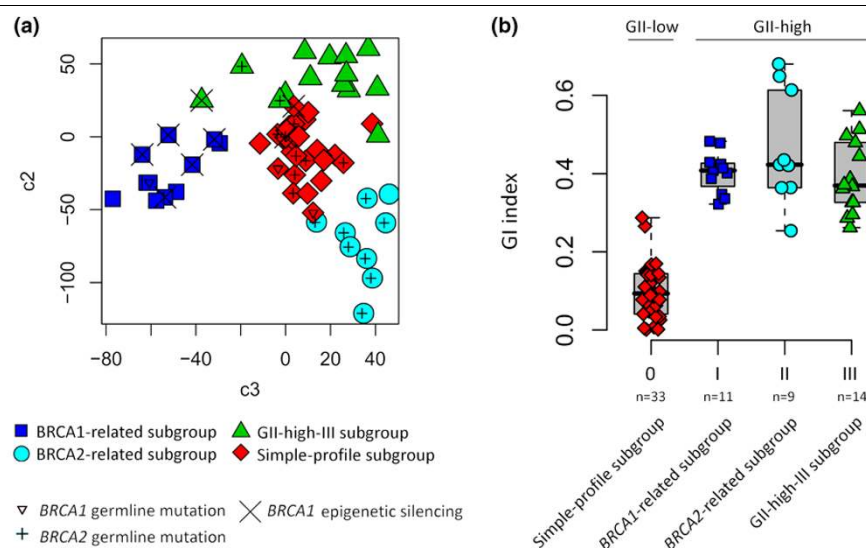 (a)
50
0
−50
−100
c2
−80
−40
0
20
40
c3
BRCA1-related subgroup
GII-high-III subgroup
BRCA2-related subgroup
Simple-profile subgroup
BRCA1 germline mutation
BRCA1 epigenetic silencing
BRCA2 germline mutation
(b)
GII-low
GII-high
0.6
0.4
0.2
0.0
GI index
0
I
II
III
n=33
n=11
n=9
n=14
Simple-profile subgroup
BRCA1-related subgroup
BRCA2-related subgroup
GII-high-III subgroup